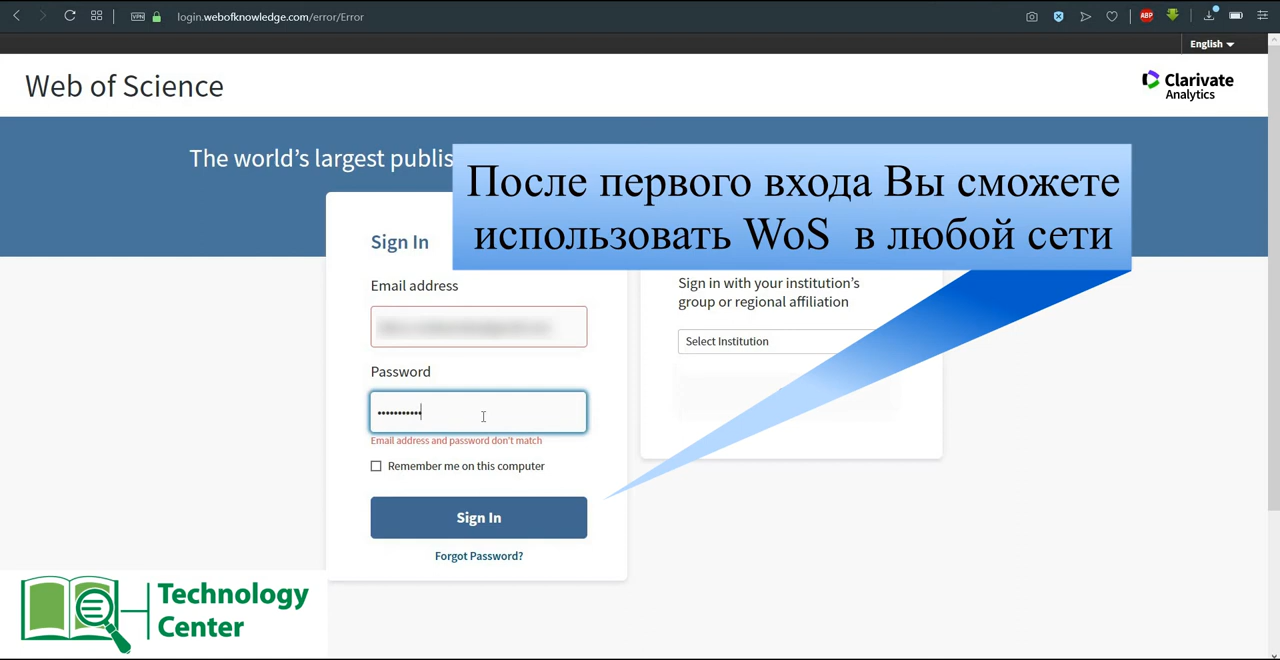 VPN
login.webofknowledge.com/error/Error
ABP
English
Web of Science
Clarivate
Analytics
The world’s largest publis
После первого входа Вы сможете
использовать WoS в любой сети
Sign In
Email address
Password
•••••••••••
Email address and password don't match
Remember me on this computer
Sign In
Forgot Password?
Sign in with your institution’s
group or regional affiliation
Select Institution
Technology
Center